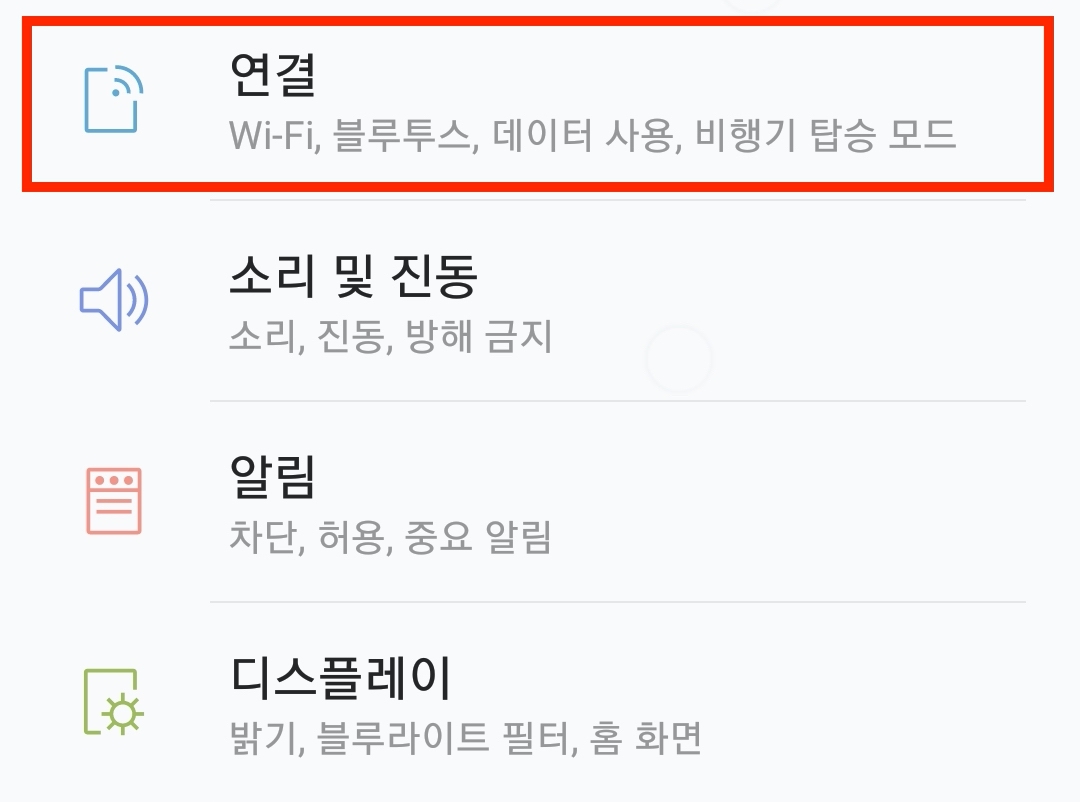 연결
Wi-Fi, 블루투스, 데이터 사용, 비행기 탑승 모드
소리 및 진동
소리, 진동, 방해 금지
알림
차단, 허용, 중요 알림
디스플레이
밝기, 블루라이트 필터, 홈 화면